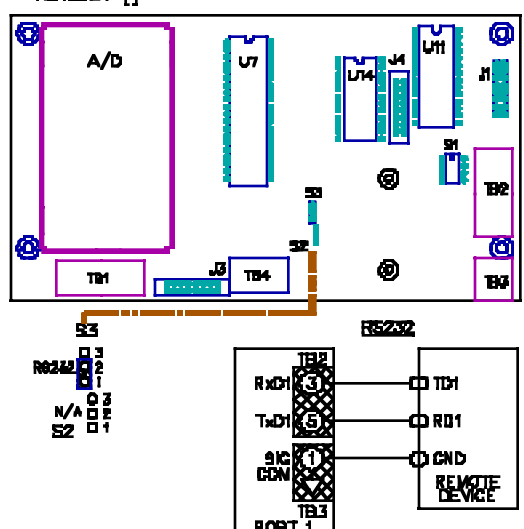 A/D
U7
U14
J4
U11
J1
S1
TB2
S3
S2
TB1
J3
TB4
TB3
S3
RS232
3
2
1
N/A
S2
3
2
1
RS232
TB2
RxD1
3
TD1
TxD1
5
RD1
SIG
COM
1
GND
REMOTE
DEVICE
TB3
PORT 1